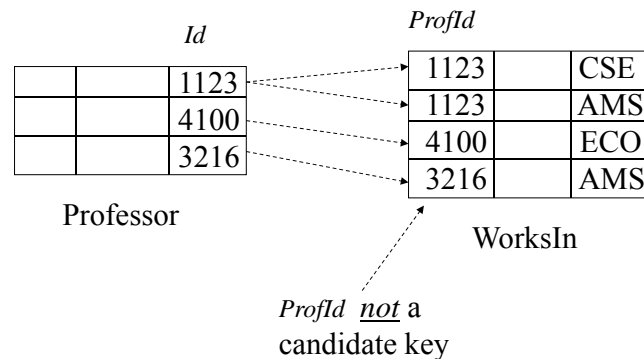 Id
ProfId
1123
4100
3216
Professor
1123 CSE
1123 AMS
4100 ECO
3216 AMS
WorksIn
ProfId not a
candidate key